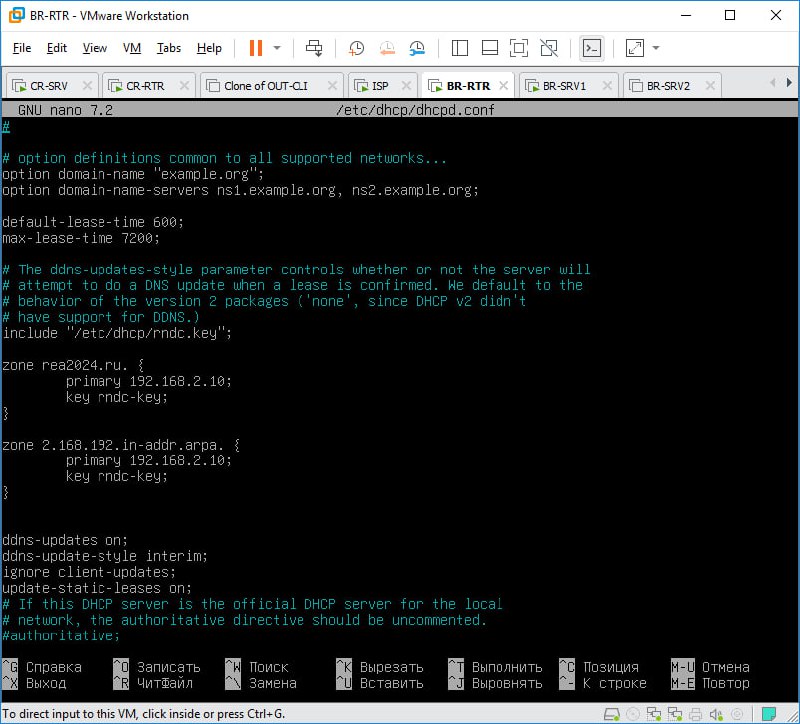 BR-RTR - VMware Workstation
File Edit View VM Tabs Help
CR-SRV CR-RTR Clone of OUT-CLI ISP BR-RTR BR-SRV1 BR-SRV2
GNU nano 7.2 /etc/dhcp/dhcpd.conf
#
# option definitions common to all supported networks...
option domain-name "example.org";
option domain-name-servers ns1.example.org, ns2.example.org;
default-lease-time 600;
max-lease-time 7200;
# The ddns-updates-style parameter controls whether or not the server will
# attempt to do a DNS update when a lease is confirmed. We default to the
# behavior of the version 2 packages ('none', since DHCP v2 didn't
# have support for DDNS.)
include "/etc/dhcp/rndc.key";
zone rea2024.ru. {
primary 192.168.2.10;
key rndc-key;
}
zone 2.168.192.in-addr.arpa. {
primary 192.168.2.10;
key rndc-key;
}
ddns-updates on;
ddns-update-style interim;
ignore client-updates;
update-static-leases on;
# If this DHCP server is the official DHCP server for the local
# network, the authoritative directive should be uncommented.
#authoritative;
^G Справка ^O Записать ^W Поиск ^K Вырезать ^T Выполнить ^C Позиция M-U Отмена
^X Выход ^R ЧитФайл ^\ Замена ^U Вставить ^J Выровнять ^- К строке M-E Повтор
To direct input to this VM, click inside or press Ctrl+G.